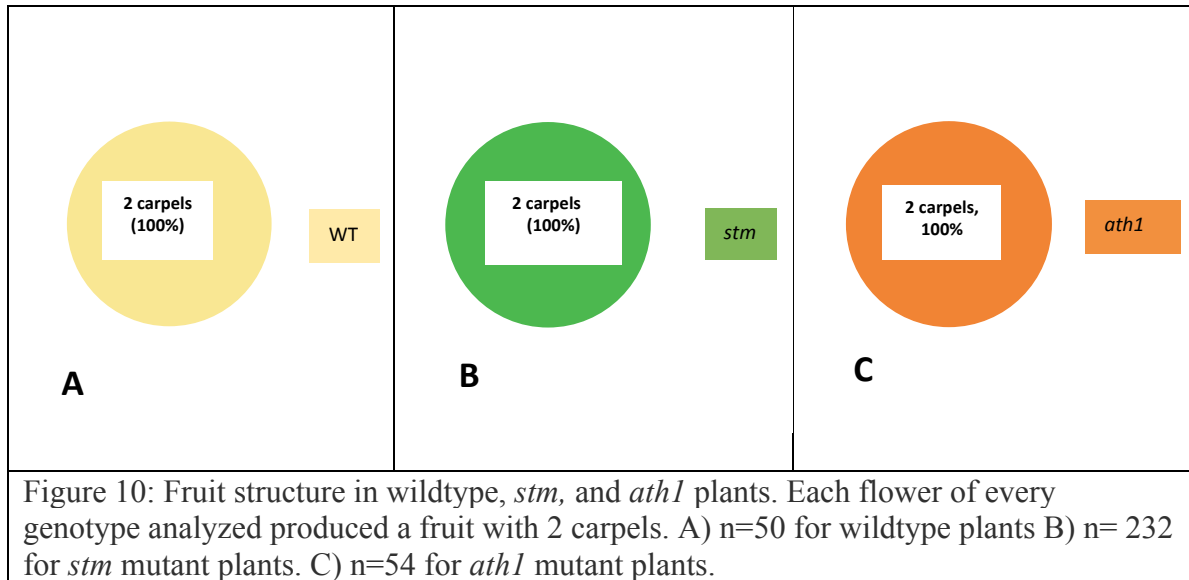 2 carpels
(100%)
WT
A
2 carpels
(100%)
stm
B
2 carpels,
100%
ath1
C
Figure 10: Fruit structure in wildtype, stm, and ath1 plants. Each flower of every
genotype analyzed produced a fruit with 2 carpels. A) n=50 for wildtype plants B) n= 232
for stm mutant plants. C) n=54 for ath1 mutant plants.